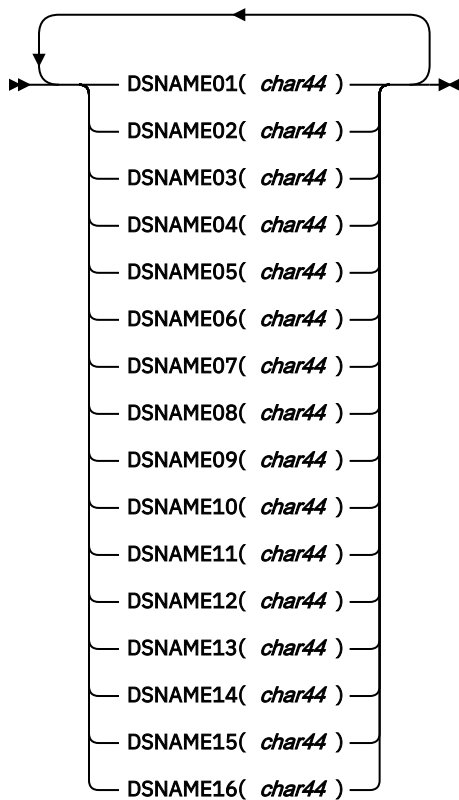 DSNAME01( char44 )
DSNAME02( char44 )
DSNAME03( char44 )
DSNAME04( char44 )
DSNAME05( char44 )
DSNAME06( char44 )
DSNAME07( char44 )
DSNAME08( char44 )
DSNAME09( char44 )
DSNAME10( char44 )
DSNAME11( char44 )
DSNAME12( char44 )
DSNAME13( char44 )
DSNAME14( char44 )
DSNAME15( char44 )
DSNAME16( char44 )